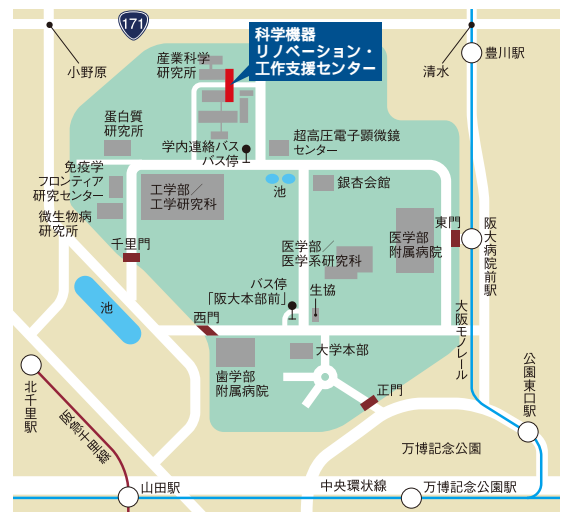 171
科学機器
リノベーション・
工作支援センター
小野原
清水
豊川駅
産業科学
研究所
蛋白質
研究所
学内連絡バス
バス停
超高圧電子顕微鏡
センター
免疫学
フロンティア
研究センター
微生物病
研究所
工学部／
工学研究科
池
銀杏会館
千里門
医学部／
医学系研究科
医学部
附属病院
東門
阪大病院前駅
バス停
「阪大本部前」
生協
池
西門
大阪モノレール
歯学部
附属病院
大学本部
正門
公園東口駅
北千里駅
阪急千里線
万博記念公園
山田駅
中央環状線
万博記念公園駅